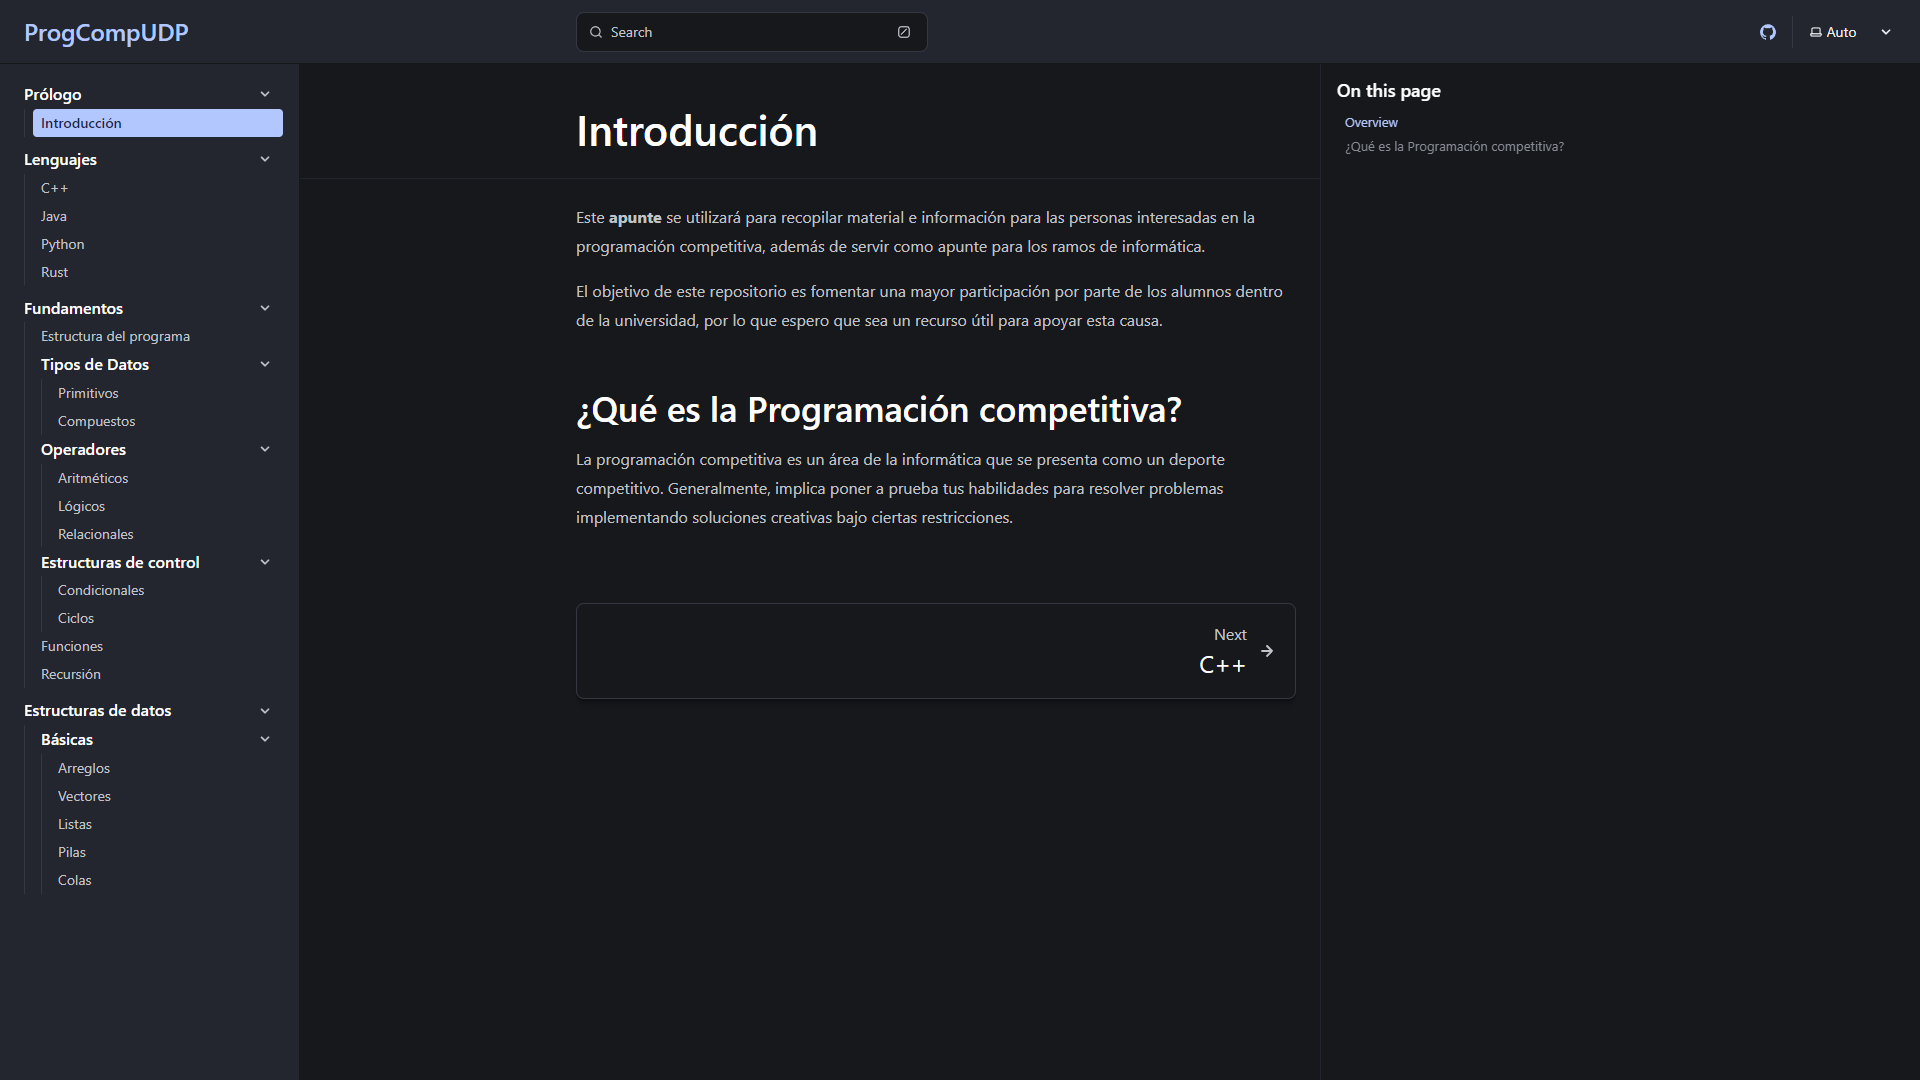 ProgCompUDP
Search
Auto
Prólogo
Introducción
Lenguajes
C++
Java
Python
Rust
Fundamentos
Estructura del programa
Tipos de Datos
Primitivos
Compuestos
Operadores
Aritméticos
Lógicos
Relacionales
Estructuras de control
Condicionales
Ciclos
Funciones
Recursión
Estructuras de datos
Básicas
Arreglos
Vectores
Listas
Pilas
Colas
Introducción
Este apunte se utilizará para recopilar material e información para las personas interesadas en la
programación competitiva, además de servir como apunte para los ramos de informática.
El objetivo de este repositorio es fomentar una mayor participación por parte de los alumnos dentro
de la universidad, por lo que espero que sea un recurso útil para apoyar esta causa.
¿Qué es la Programación competitiva?
La programación competitiva es un área de la informática que se presenta como un deporte
competitivo. Generalmente, implica poner a prueba tus habilidades para resolver problemas
implementando soluciones creativas bajo ciertas restricciones.
Next
C++
On this page
Overview
¿Qué es la Programación competitiva?